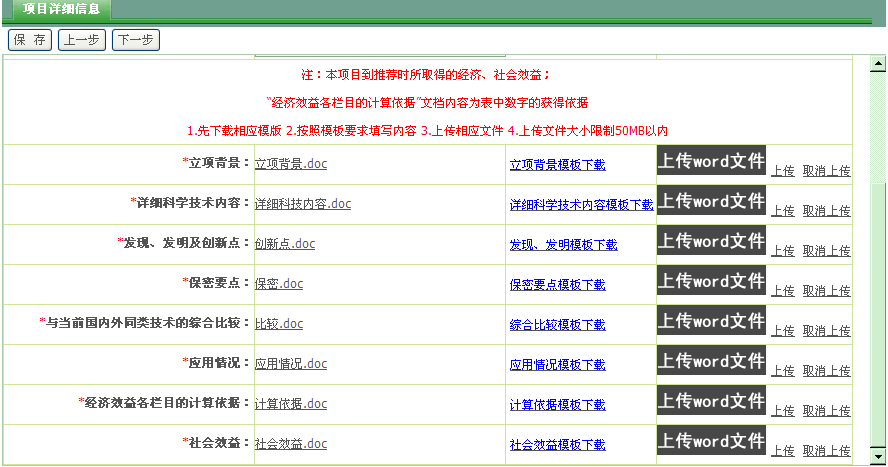 项目详细信息
保 存 上一步 下一步
注：本项目到推荐时所取得的经济、社会效益；
“经济效益各栏目的计算依据”文档内容为表中数字的获得依据
1.先下载相应模版 2.按照模板要求填写内容 3.上传相应文件 4.上传文件大小限制50MB以内
*立项背景： 立项背景.doc 立项背景模板下载 上传word文件 上传 取消上传
*详细科学技术内容： 详细科技内容.doc 详细科学技术内容模板下载 上传word文件 上传 取消上传
*发现、发明及创新点： 创新点.doc 发现、发明模板下载 上传word文件 上传 取消上传
*保密要点： 保密.doc 保密要点模板下载 上传word文件 上传 取消上传
*与当前国内外同类技术的综合比较： 比较.doc 综合比较模板下载 上传word文件 上传 取消上传
*应用情况： 应用情况.doc 应用情况模板下载 上传word文件 上传 取消上传
*经济效益各栏目的计算依据： 计算依据.doc 计算依据模板下载 上传word文件 上传 取消上传
*社会效益： 社会效益.doc 社会效益模板下载 上传word文件 上传 取消上传